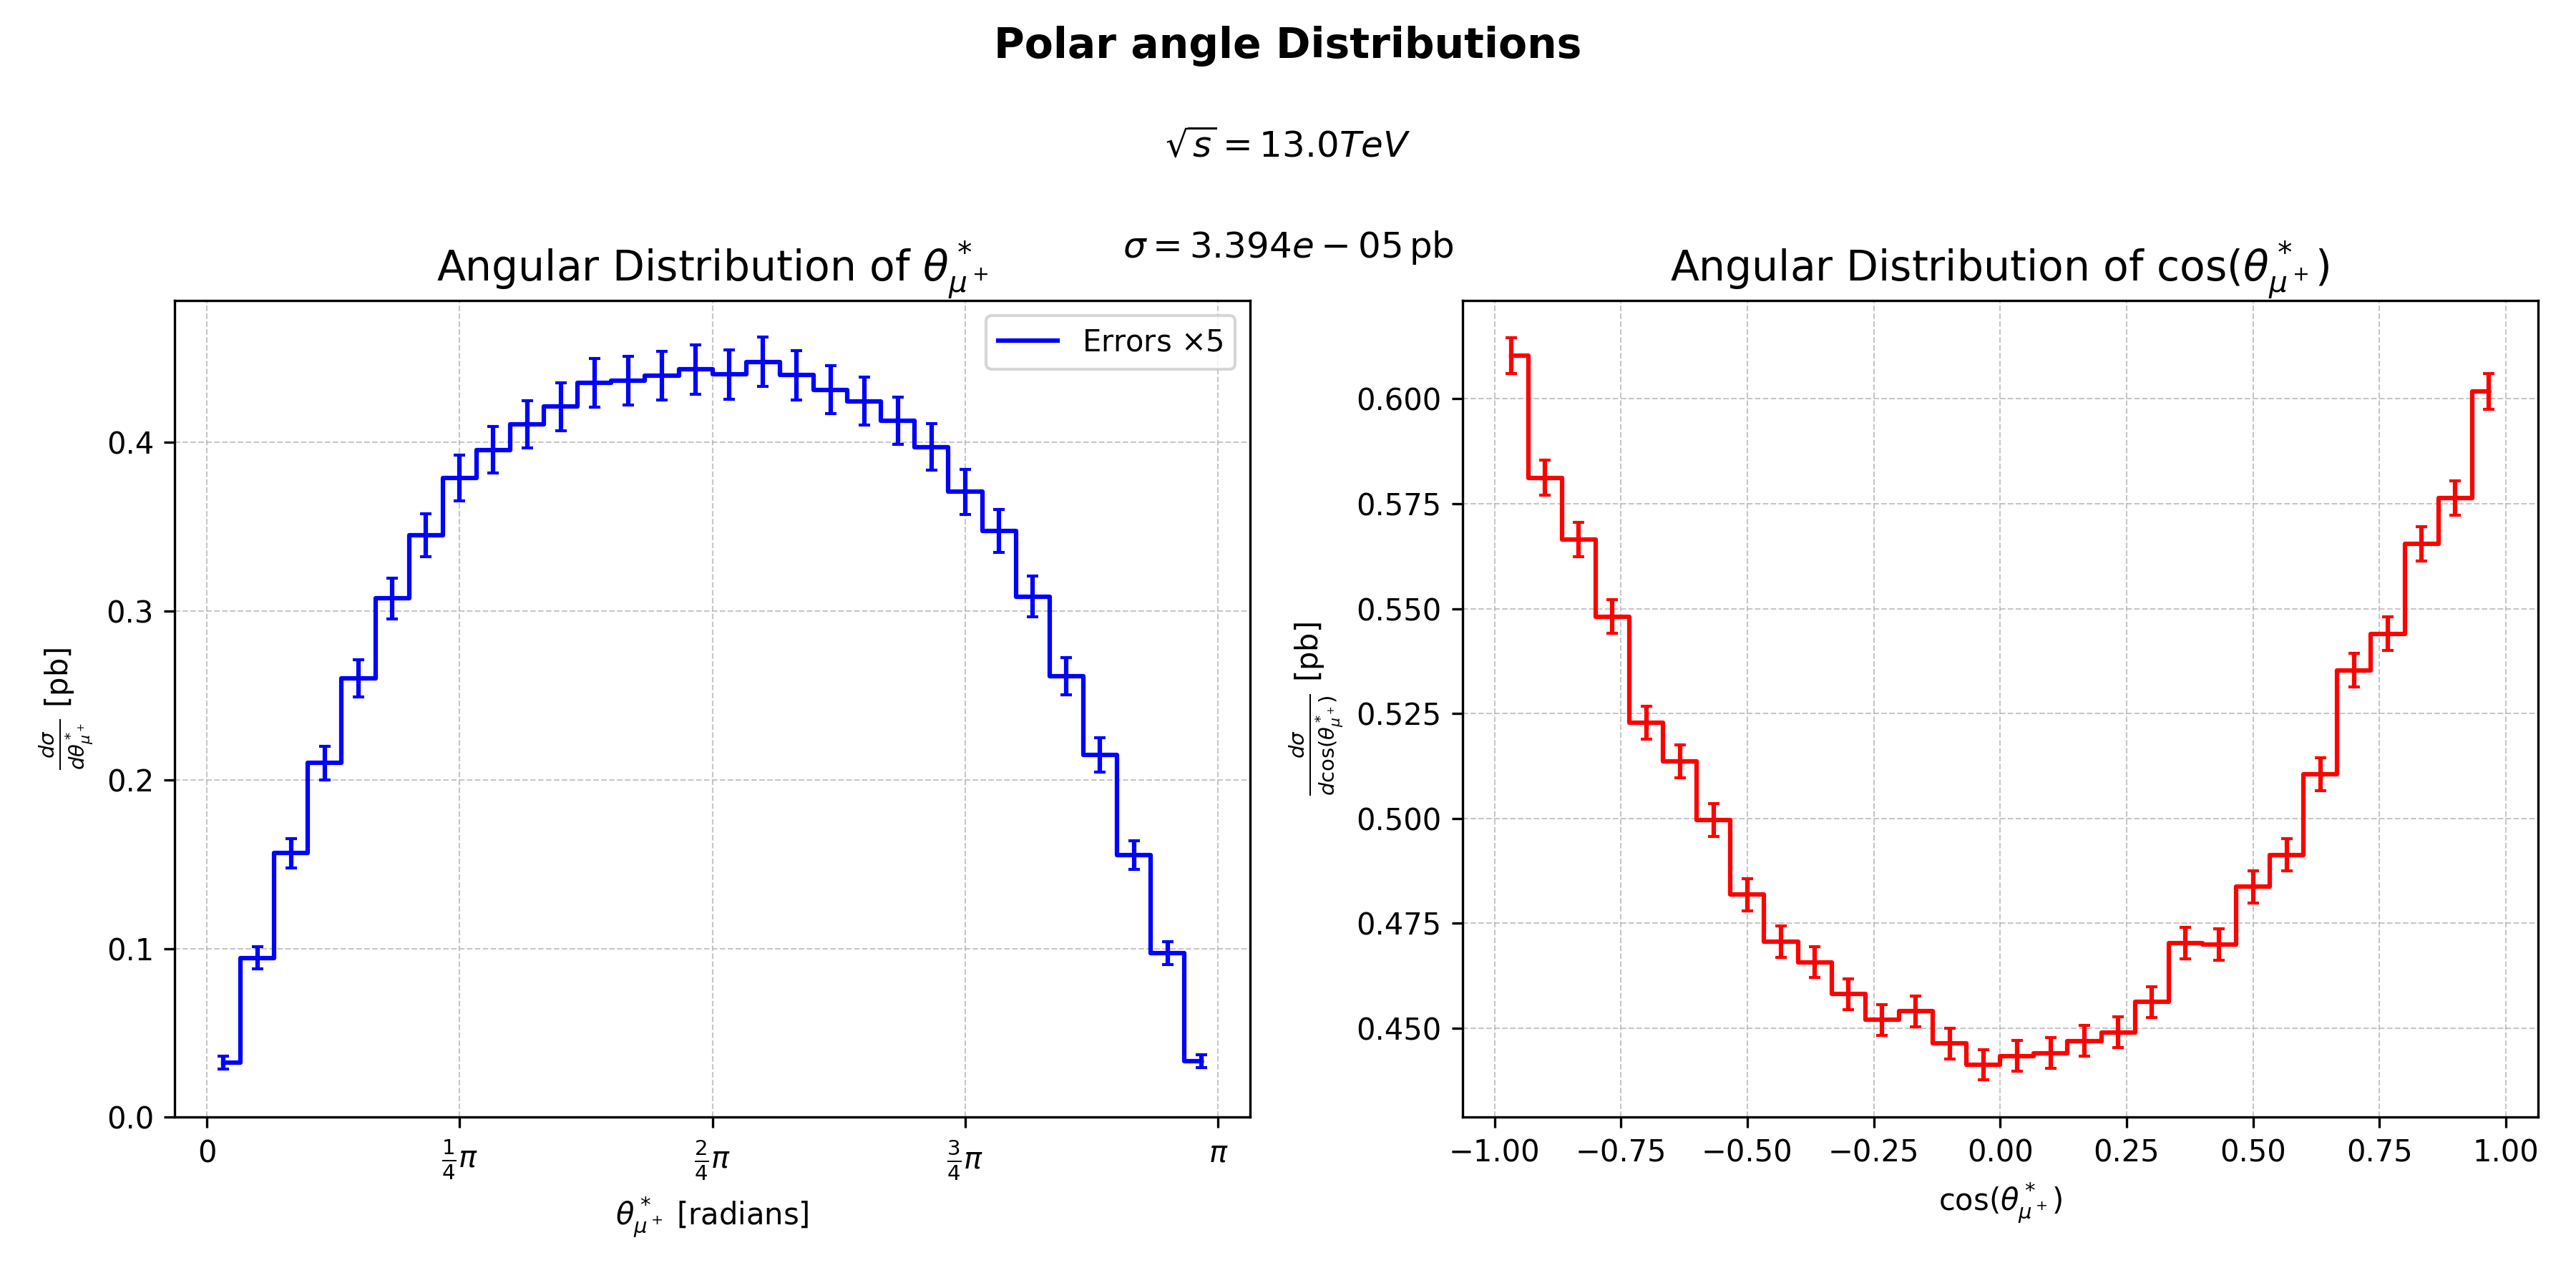 Polar angle Distributions
√s = 13.0TeV
σ = 3.394e − 05 pb
Angular Distribution of θ*μ+
Errors ×5
dσ/dθ*μ+ [pb]
0.4
0.3
0.2
0.1
0.0
0 1/4π 2/4π 3/4π π
θ*μ+ [radians]
Angular Distribution of cos(θ*μ+)
dσ/dcos(θ*μ+) [pb]
0.600
0.575
0.550
0.525
0.500
0.475
0.450
−1.00 −0.75 −0.50 −0.25 0.00 0.25 0.50 0.75 1.00
cos(θ*μ+)